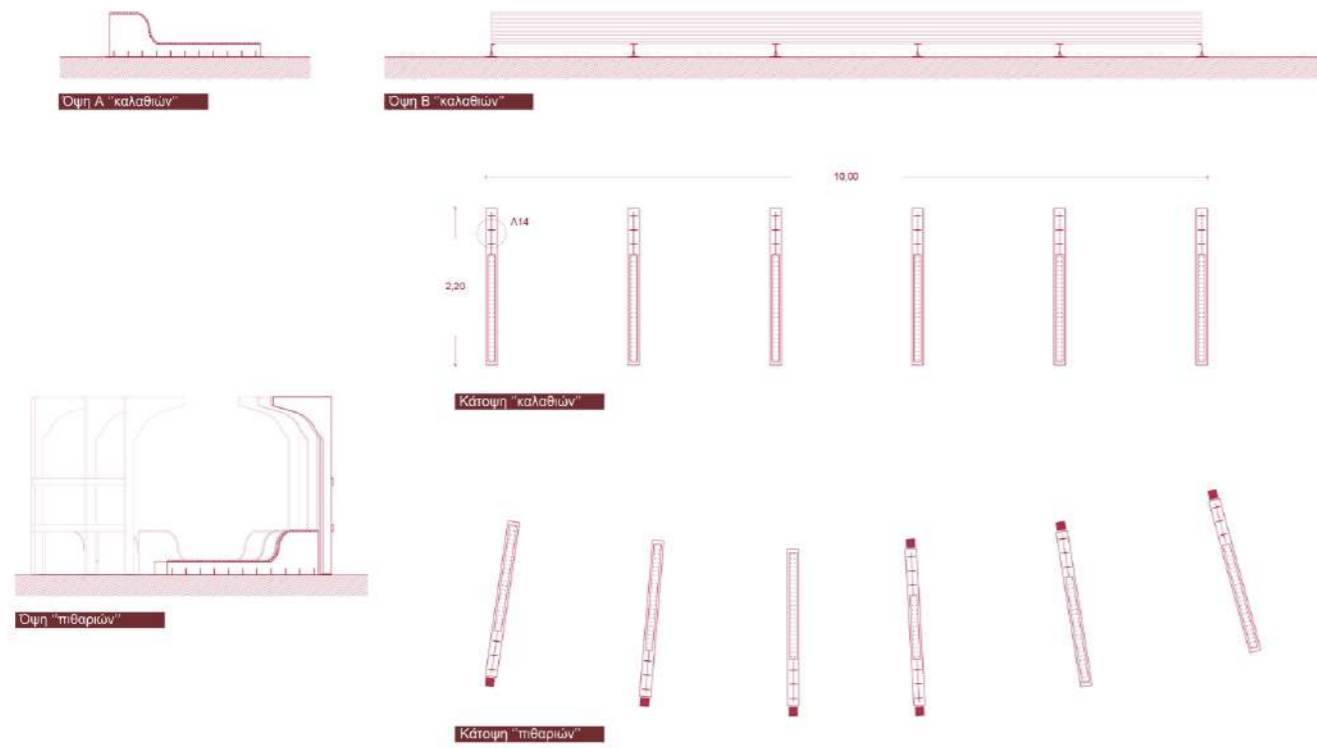 Όψη Α "καλαθιών"
Όψη Β "καλαθιών"
10,00
Λ14
2,20
Κάτοψη "καλαθιών"
Όψη "πιθαριών"
Κάτοψη "πιθαριών"